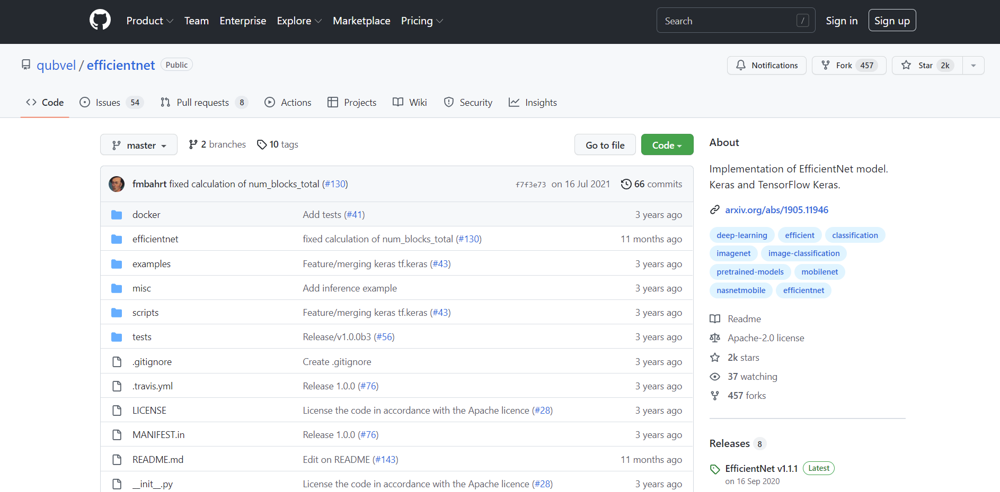 Product Team Enterprise Explore Marketplace Pricing Search / Sign in Sign up
qubvel / efficientnet Public Notifications Fork 457 Star 2k
Code Issues 54 Pull requests 8 Actions Projects Wiki Security Insights
master 2 branches 10 tags Go to file Code
fmbahrt fixed calculation of num_blocks_total (#130) f7f3e73 on 16 Jul 2021 66 commits
docker Add tests (#41) 3 years ago
efficientnet fixed calculation of num_blocks_total (#130) 11 months ago
examples Feature/merging keras tf.keras (#43) 3 years ago
misc Add inference example 3 years ago
scripts Feature/merging keras tf.keras (#43) 3 years ago
tests Release/v1.0.0b3 (#56) 3 years ago
.gitignore Create .gitignore 3 years ago
.travis.yml Release 1.0.0 (#76) 3 years ago
LICENSE License the code in accordance with the Apache licence (#28) 3 years ago
MANIFEST.in Release 1.0.0 (#76) 3 years ago
README.md Edit on README (#143) 11 months ago
__init__.py License the code in accordance with the Apache licence (#28) 3 years ago
About
Implementation of EfficientNet model.
Keras and TensorFlow Keras.
arxiv.org/abs/1905.11946
deep-learning efficient classification
imagenet image-classification
pretrained-models mobilenet
nasnetmobile efficientnet
Readme
Apache-2.0 license
2k stars
37 watching
457 forks
Releases 8
EfficientNet v1.1.1 Latest
on 16 Sep 2020